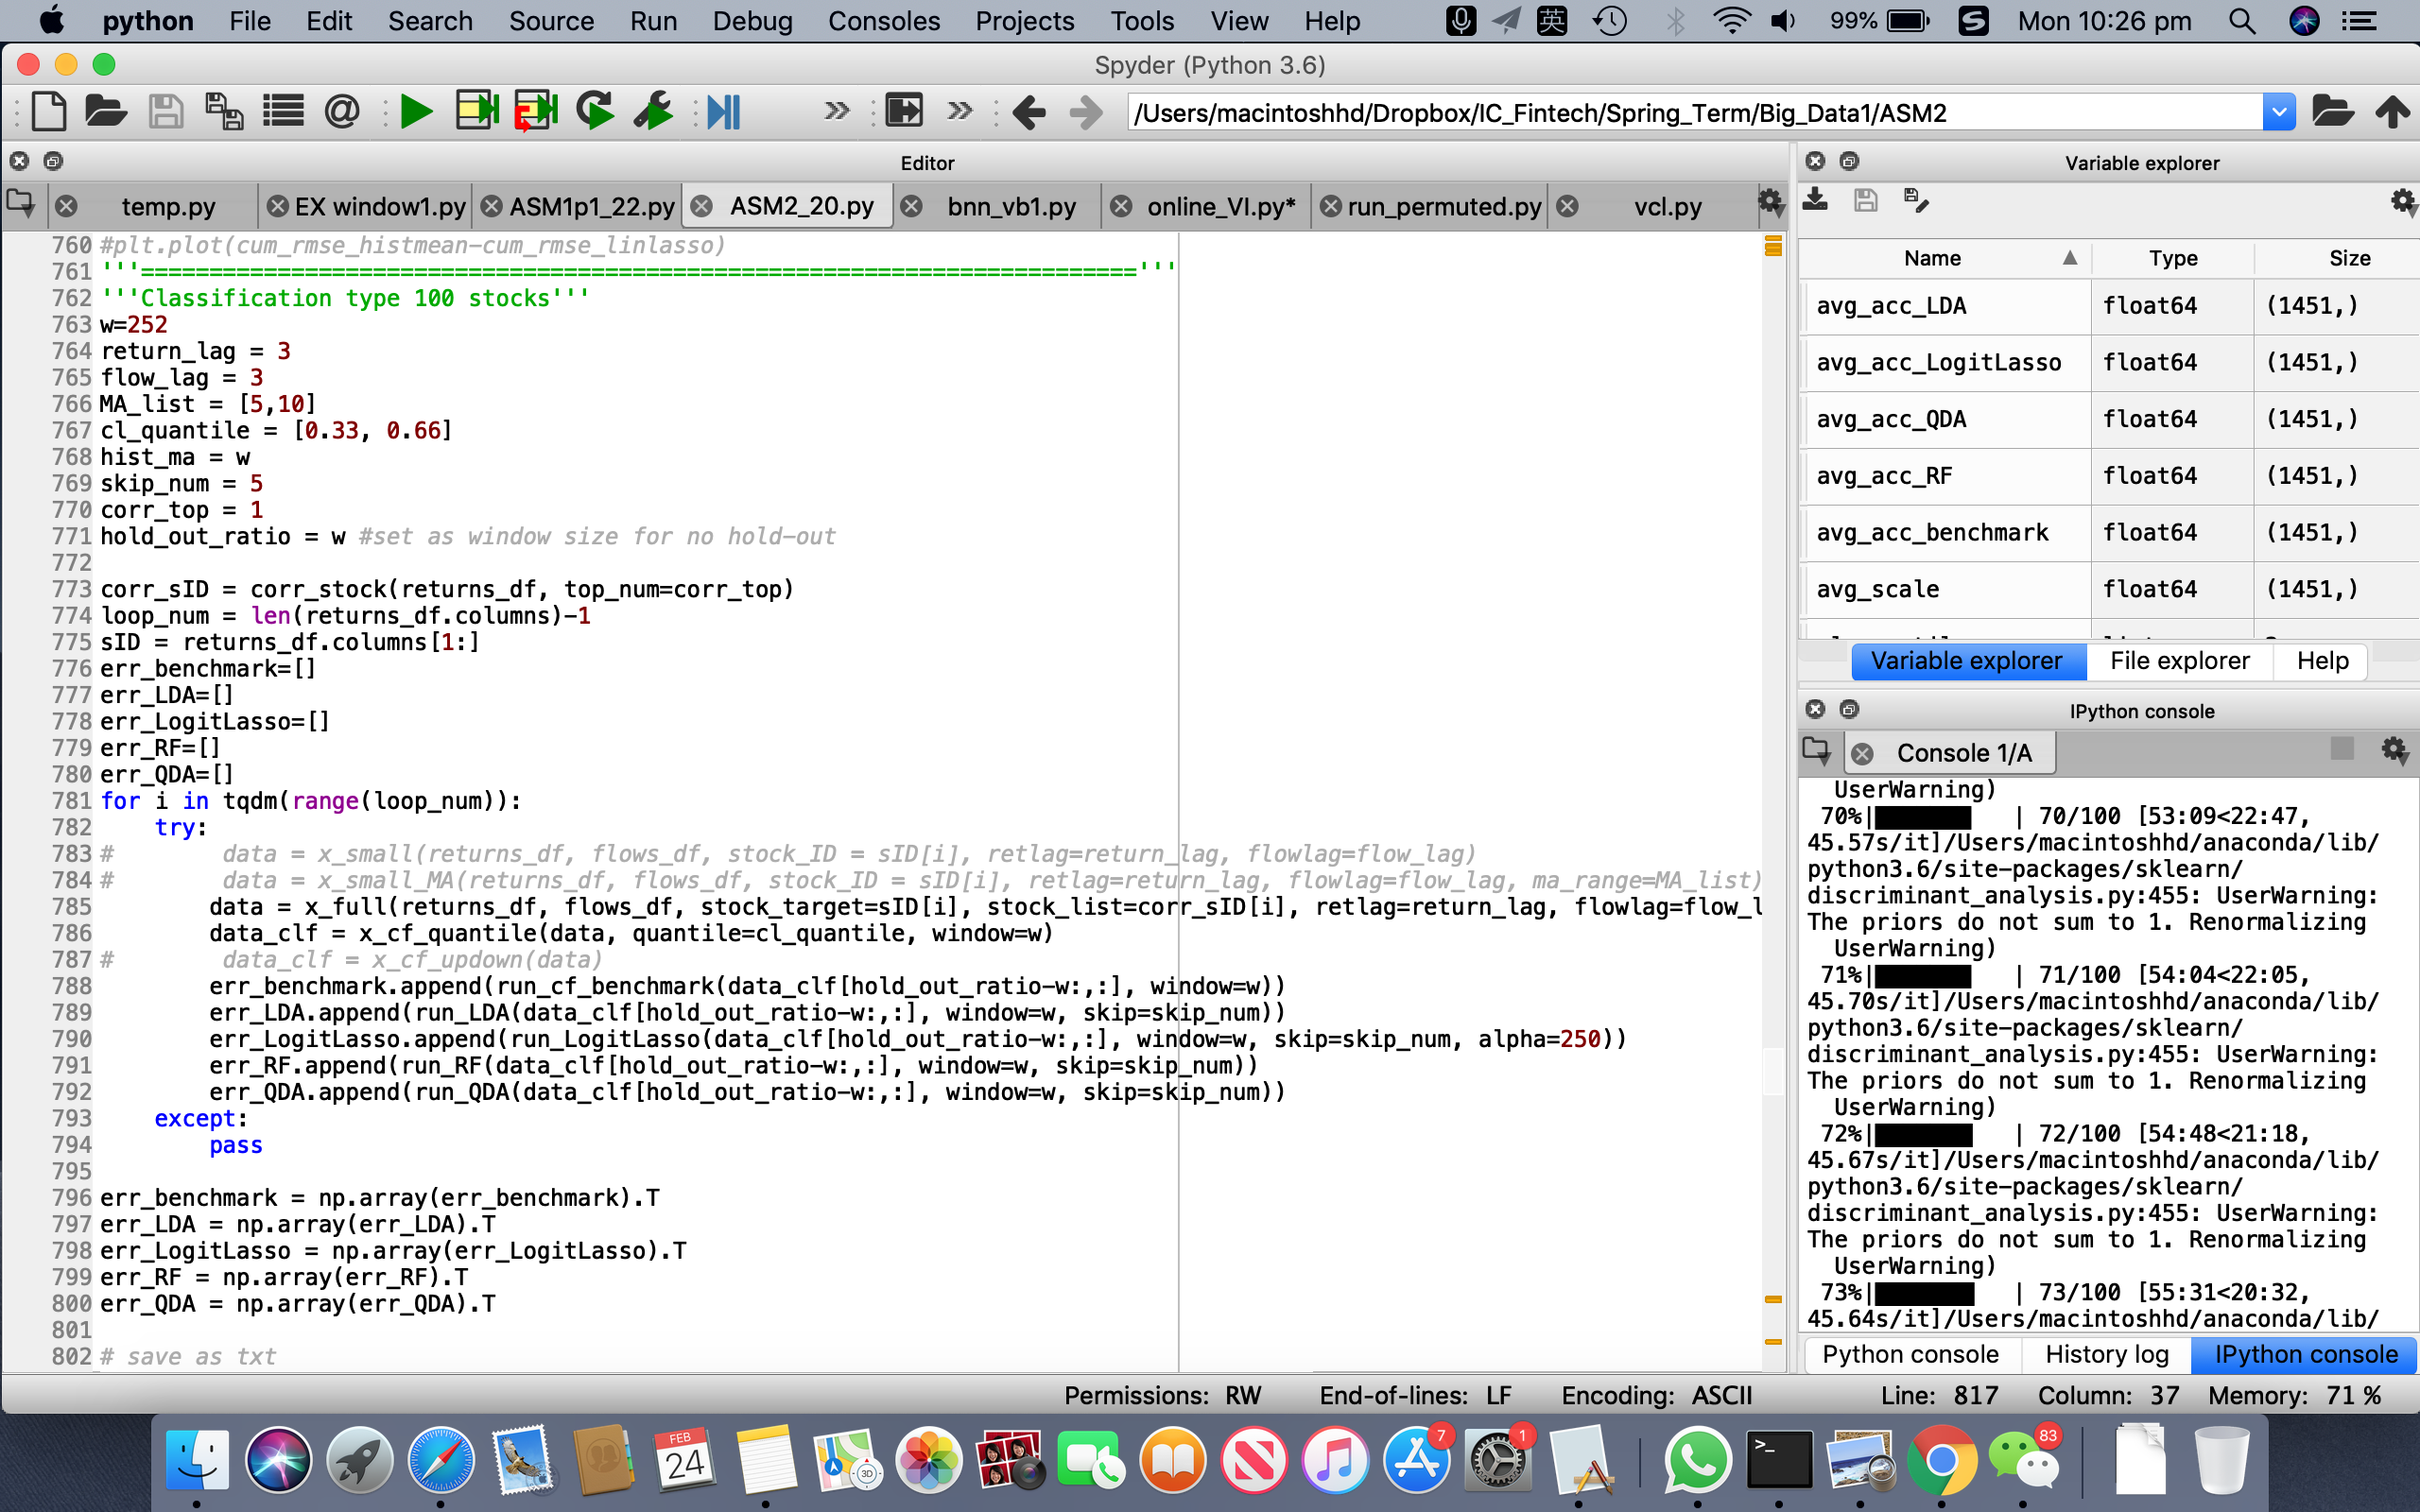 python File Edit Search Source Run Debug Consoles Projects Tools View Help 英 99% Mon 10:26 pm
Spyder (Python 3.6)
/Users/macintoshhd/Dropbox/IC_Fintech/Spring_Term/Big_Data1/ASM2
Editor
temp.py EX window1.py ASM1p1_22.py ASM2_20.py bnn_vb1.py online_VI.py* run_permuted.py vcl.py
760 #plt.plot(cum_rmse_histmean-cum_rmse_linlasso)
761 '''========================================================================='''
762 '''Classification type 100 stocks'''
763 w=252
764 return_lag = 3
765 flow_lag = 3
766 MA_list = [5,10]
767 cl_quantile = [0.33, 0.66]
768 hist_ma = w
769 skip_num = 5
770 corr_top = 1
771 hold_out_ratio = w #set as window size for no hold-out
772
773 corr_sID = corr_stock(returns_df, top_num=corr_top)
774 loop_num = len(returns_df.columns)-1
775 sID = returns_df.columns[1:]
776 err_benchmark=[]
777 err_LDA=[]
778 err_LogitLasso=[]
779 err_RF=[]
780 err_QDA=[]
781 for i in tqdm(range(loop_num)):
782     try:
783 #        data = x_small(returns_df, flows_df, stock_ID = sID[i], retlag=return_lag, flowlag=flow_lag)
784 #        data = x_small_MA(returns_df, flows_df, stock_ID = sID[i], retlag=return_lag, flowlag=flow_lag, ma_range=MA_list)
785         data = x_full(returns_df, flows_df, stock_target=sID[i], stock_list=corr_sID[i], retlag=return_lag, flowlag=flow_l
786         data_clf = x_cf_quantile(data, quantile=cl_quantile, window=w)
787 #        data_clf = x_cf_updown(data)
788         err_benchmark.append(run_cf_benchmark(data_clf[hold_out_ratio-w:,:], window=w))
789         err_LDA.append(run_LDA(data_clf[hold_out_ratio-w:,:], window=w, skip=skip_num))
790         err_LogitLasso.append(run_LogitLasso(data_clf[hold_out_ratio-w:,:], window=w, skip=skip_num, alpha=250))
791         err_RF.append(run_RF(data_clf[hold_out_ratio-w:,:], window=w, skip=skip_num))
792         err_QDA.append(run_QDA(data_clf[hold_out_ratio-w:,:], window=w, skip=skip_num))
793     except:
794         pass
795
796 err_benchmark = np.array(err_benchmark).T
797 err_LDA = np.array(err_LDA).T
798 err_LogitLasso = np.array(err_LogitLasso).T
799 err_RF = np.array(err_RF).T
800 err_QDA = np.array(err_QDA).T
801
802 # save as txt
Variable explorer
Name Type Size
avg_acc_LDA float64 (1451,)
avg_acc_LogitLasso float64 (1451,)
avg_acc_QDA float64 (1451,)
avg_acc_RF float64 (1451,)
avg_acc_benchmark float64 (1451,)
avg_scale float64 (1451,)
Variable explorer File explorer Help
IPython console
Console 1/A
UserWarning)
70%| | 70/100 [53:09<22:47,
45.57s/it]/Users/macintoshhd/anaconda/lib/
python3.6/site-packages/sklearn/
discriminant_analysis.py:455: UserWarning:
The priors do not sum to 1. Renormalizing
UserWarning)
71%| | 71/100 [54:04<22:05,
45.70s/it]/Users/macintoshhd/anaconda/lib/
python3.6/site-packages/sklearn/
discriminant_analysis.py:455: UserWarning:
The priors do not sum to 1. Renormalizing
UserWarning)
72%| | 72/100 [54:48<21:18,
45.67s/it]/Users/macintoshhd/anaconda/lib/
python3.6/site-packages/sklearn/
discriminant_analysis.py:455: UserWarning:
The priors do not sum to 1. Renormalizing
UserWarning)
73%| | 73/100 [55:31<20:32,
45.64s/it]/Users/macintoshhd/anaconda/lib/
Python console History log IPython console
Permissions: RW End-of-lines: LF Encoding: ASCII Line: 817 Column: 37 Memory: 71 %
FEB
24
3D
7
1
>_
83